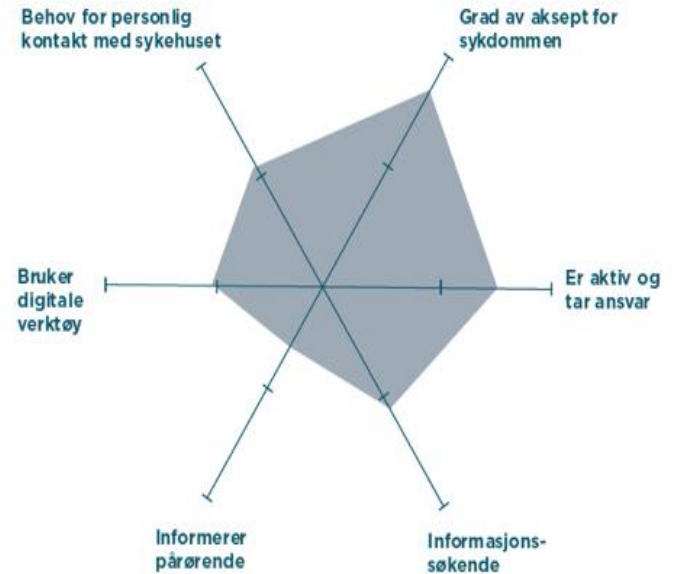 Behov for personlig
kontakt med sykehuset
Grad av aksept for
sykdommen
Bruker
digitale
verktøy
Er aktiv og
tar ansvar
Informerer
pårørende
Informasjons-
søkende